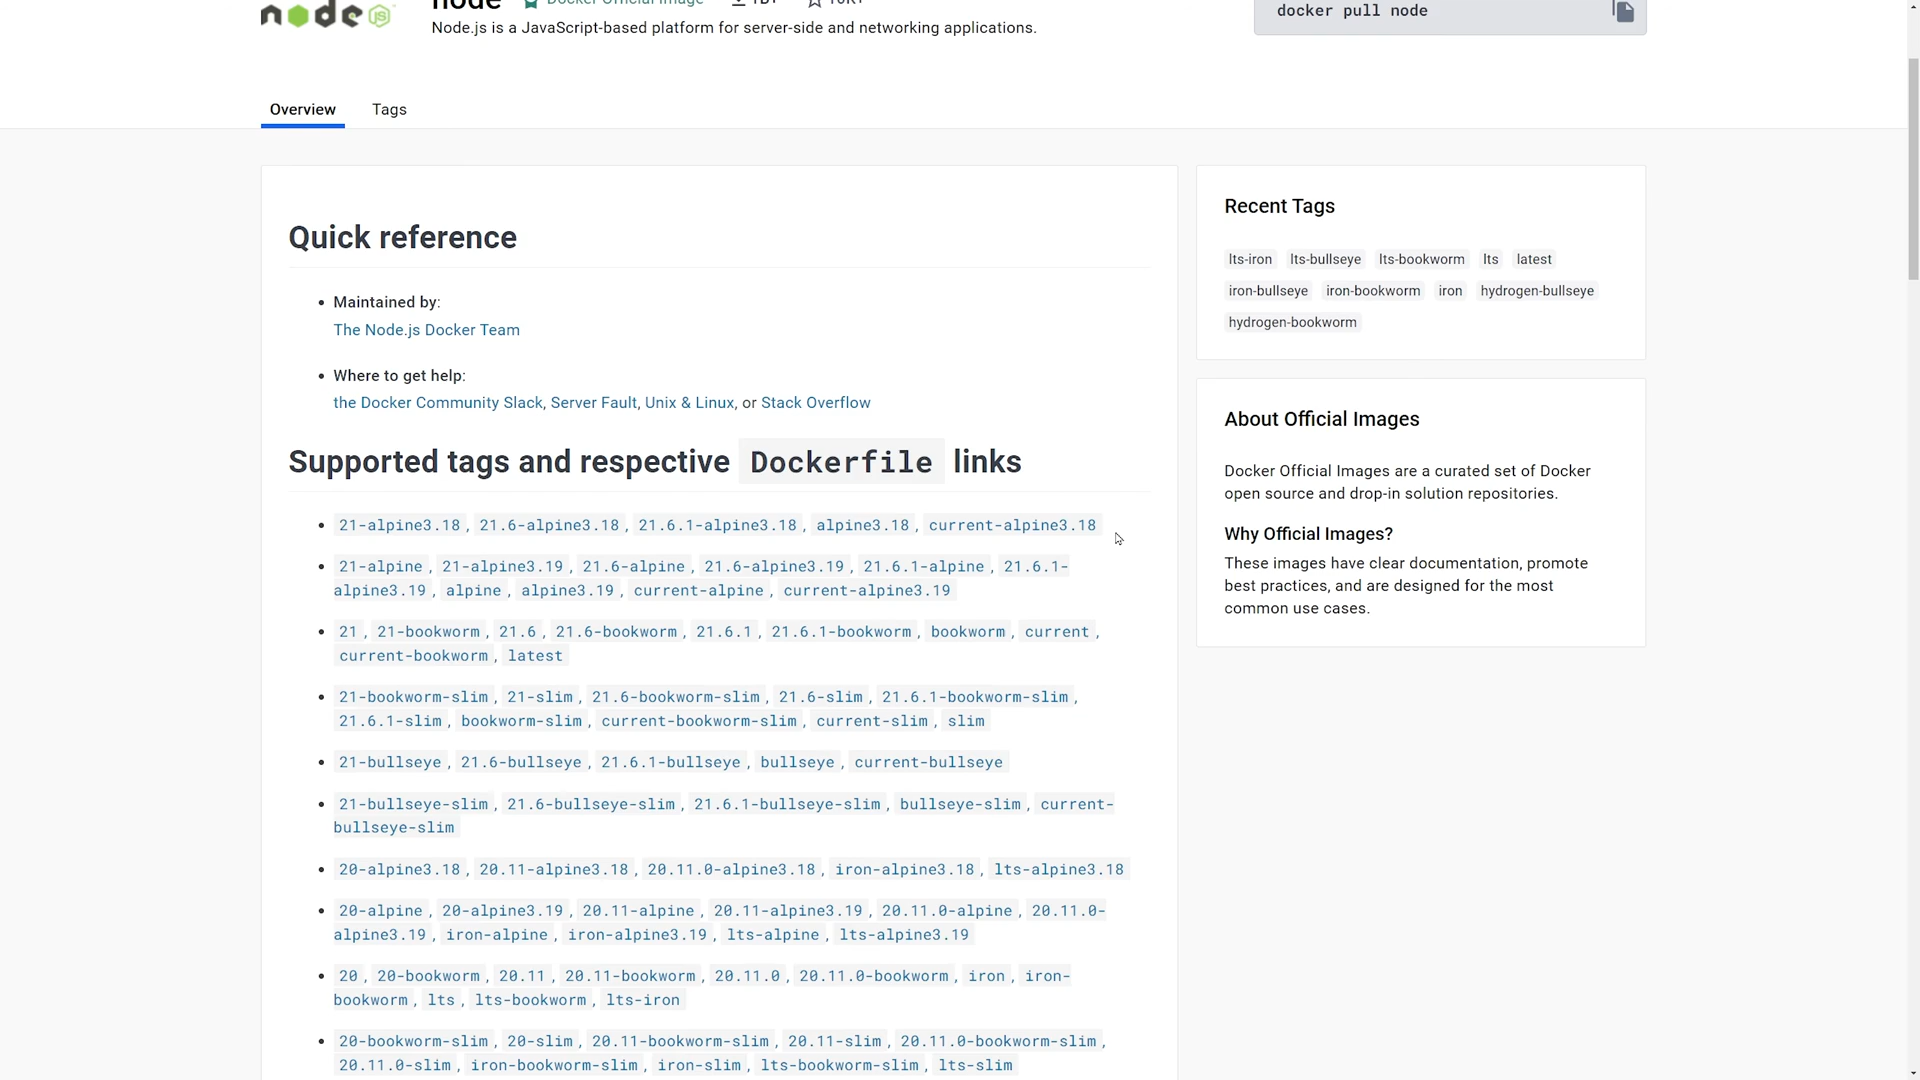 node
node Docker Official Image
docker pull node
Node.js is a JavaScript-based platform for server-side and networking applications.
Overview Tags
Quick reference
• Maintained by:
The Node.js Docker Team
• Where to get help:
the Docker Community Slack, Server Fault, Unix & Linux, or Stack Overflow
Supported tags and respective Dockerfile links
• 21-alpine3.18, 21.6-alpine3.18, 21.6.1-alpine3.18, alpine3.18, current-alpine3.18
• 21-alpine, 21-alpine3.19, 21.6-alpine, 21.6-alpine3.19, 21.6.1-alpine, 21.6.1-
alpine3.19, alpine, alpine3.19, current-alpine, current-alpine3.19
• 21, 21-bookworm, 21.6, 21.6-bookworm, 21.6.1, 21.6.1-bookworm, bookworm, current,
current-bookworm, latest
• 21-bookworm-slim, 21-slim, 21.6-bookworm-slim, 21.6-slim, 21.6.1-bookworm-slim,
21.6.1-slim, bookworm-slim, current-bookworm-slim, current-slim, slim
• 21-bullseye, 21.6-bullseye, 21.6.1-bullseye, bullseye, current-bullseye
• 21-bullseye-slim, 21.6-bullseye-slim, 21.6.1-bullseye-slim, bullseye-slim, current-
bullseye-slim
• 20-alpine3.18, 20.11-alpine3.18, 20.11.0-alpine3.18, iron-alpine3.18, lts-alpine3.18
• 20-alpine, 20-alpine3.19, 20.11-alpine, 20.11-alpine3.19, 20.11.0-alpine, 20.11.0-
alpine3.19, iron-alpine, iron-alpine3.19, lts-alpine, lts-alpine3.19
• 20, 20-bookworm, 20.11, 20.11-bookworm, 20.11.0, 20.11.0-bookworm, iron, iron-
bookworm, lts, lts-bookworm, lts-iron
• 20-bookworm-slim, 20-slim, 20.11-bookworm-slim, 20.11-slim, 20.11.0-bookworm-slim,
20.11.0-slim, iron-bookworm-slim, iron-slim, lts-bookworm-slim, lts-slim
Recent Tags
lts-iron lts-bullseye lts-bookworm lts latest
iron-bullseye iron-bookworm iron hydrogen-bullseye
hydrogen-bookworm
About Official Images
Docker Official Images are a curated set of Docker
open source and drop-in solution repositories.
Why Official Images?
These images have clear documentation, promote
best practices, and are designed for the most
common use cases.